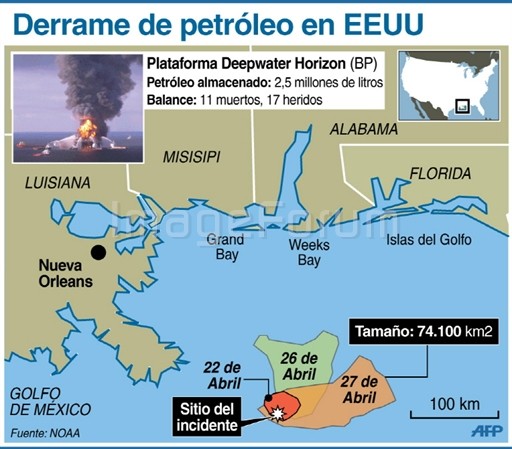 Derrame de petróleo en EEUU
Plataforma Deepwater Horizon (BP)
Petróleo almacenado: 2,5 millones de litros
Balance: 11 muertos, 17 heridos
ALABAMA
MISISIPI
FLORIDA
LUISIANA
ImageForum
Grand
Bay
Weeks
Bay
Islas del Golfo
Nueva
Orleans
Tamaño: 74.100 km2
26 de
Abril
22 de
Abril
27 de
Abril
GOLFO
DE MÉXICO
Sitio del
incidente
100 km
Fuente: NOAA
AFP